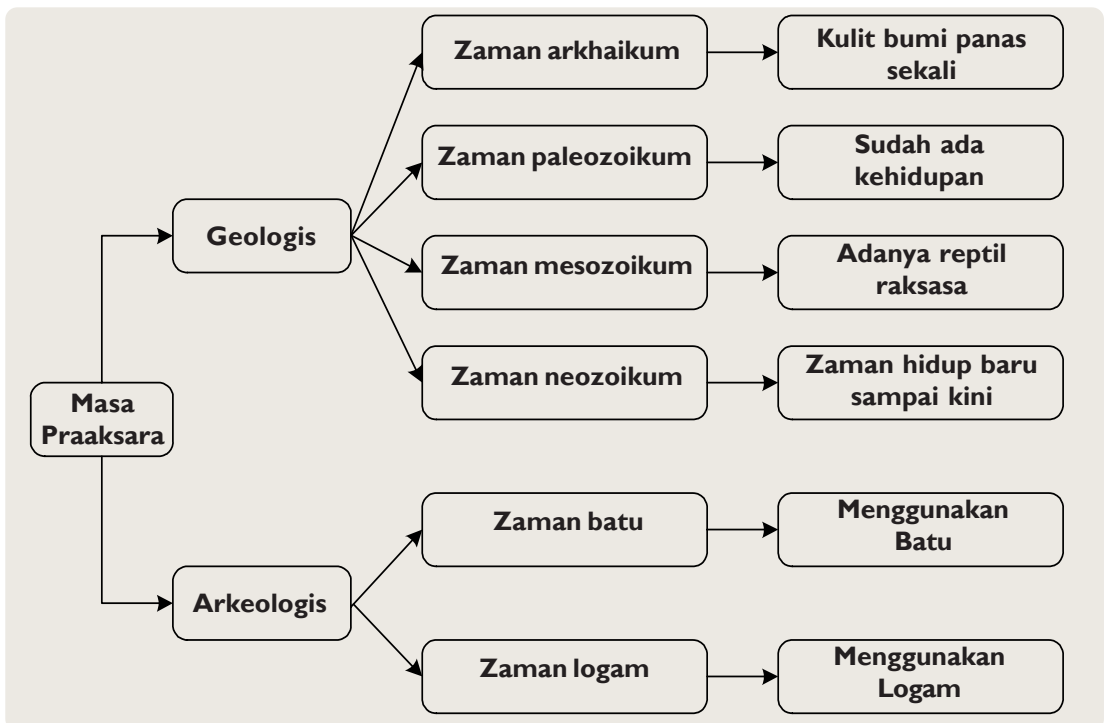 Masa
Praaksara
Geologis
Zaman arkhaikum
Kulit bumi panas
sekali
Zaman paleozoikum
Sudah ada
kehidupan
Zaman mesozoikum
Adanya reptil
raksasa
Zaman neozoikum
Zaman hidup baru
sampai kini
Arkeologis
Zaman batu
Menggunakan
Batu
Zaman logam
Menggunakan
Logam